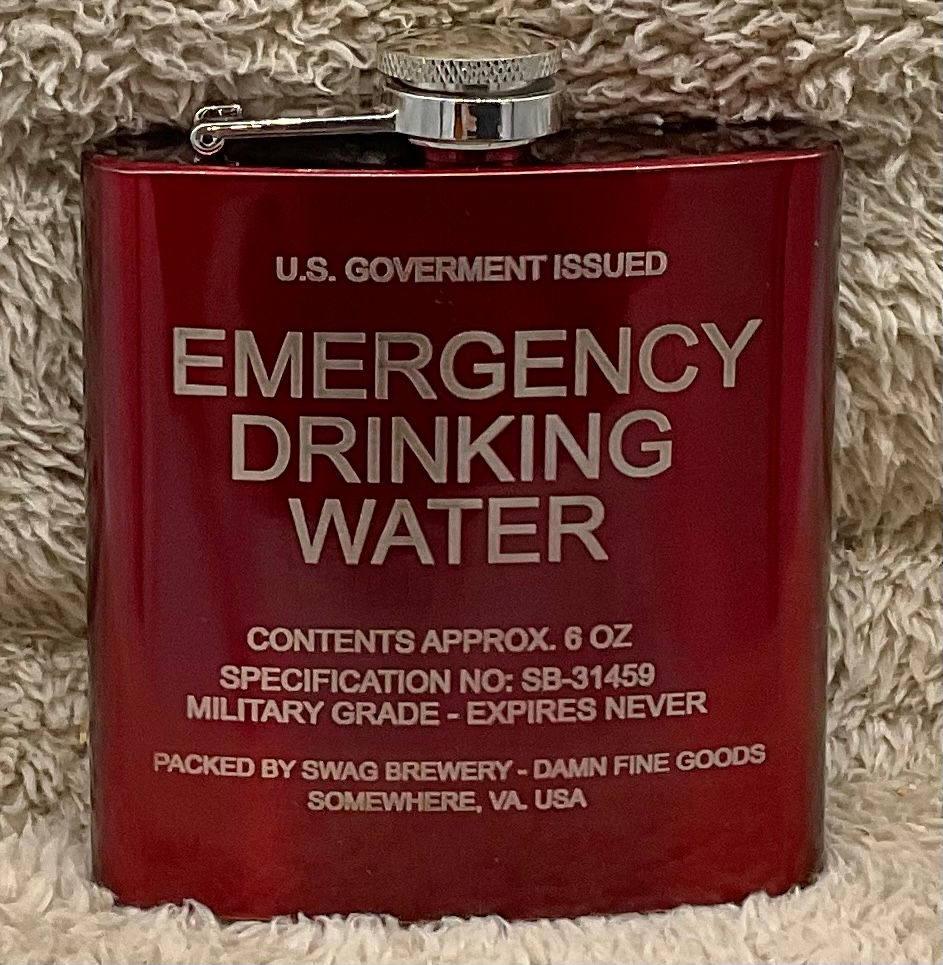 U.S. GOVERMENT ISSUED
EMERGENCY
DRINKING
WATER
CONTENTS APPROX. 6 OZ
SPECIFICATION NO: SB-31459
MILITARY GRADE - EXPIRES NEVER
PACKED BY SWAG BREWERY - DAMN FINE GOODS
SOMEWHERE, VA. USA